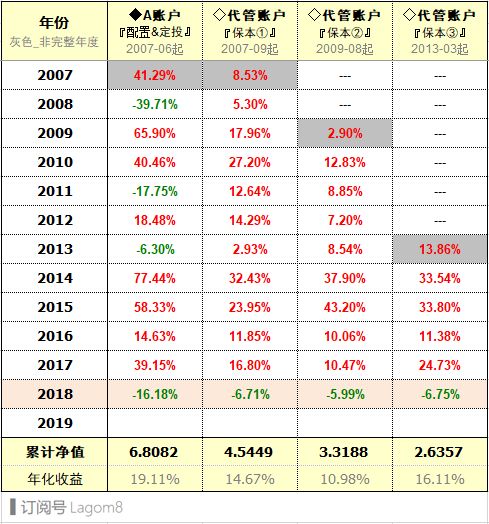 年份 ◆A账户 ◇代管账户 ◇代管账户 ◇代管账户
『配置&定投』 『保本①』 『保本②』 『保本③』
灰色_非完整年度 2007-06起 2007-09起 2009-08起 2013-03起
2007 41.29% 8.53% --- ---
2008 -39.71% 5.30% --- ---
2009 65.90% 17.96% 2.90% ---
2010 40.46% 27.20% 12.83% ---
2011 -17.75% 12.64% 8.85% ---
2012 18.48% 14.29% 7.20% ---
2013 -6.30% 2.93% 8.54% 13.86%
2014 77.44% 32.43% 37.90% 33.54%
2015 58.33% 23.95% 43.20% 33.80%
2016 14.63% 11.85% 10.06% 11.38%
2017 39.15% 16.80% 10.47% 24.73%
2018 -16.18% -6.71% -5.99% -6.75%
2019
累计净值 6.8082 4.5449 3.3188 2.6357
年化收益 19.11% 14.67% 10.98% 16.11%
订阅号 Lagom8